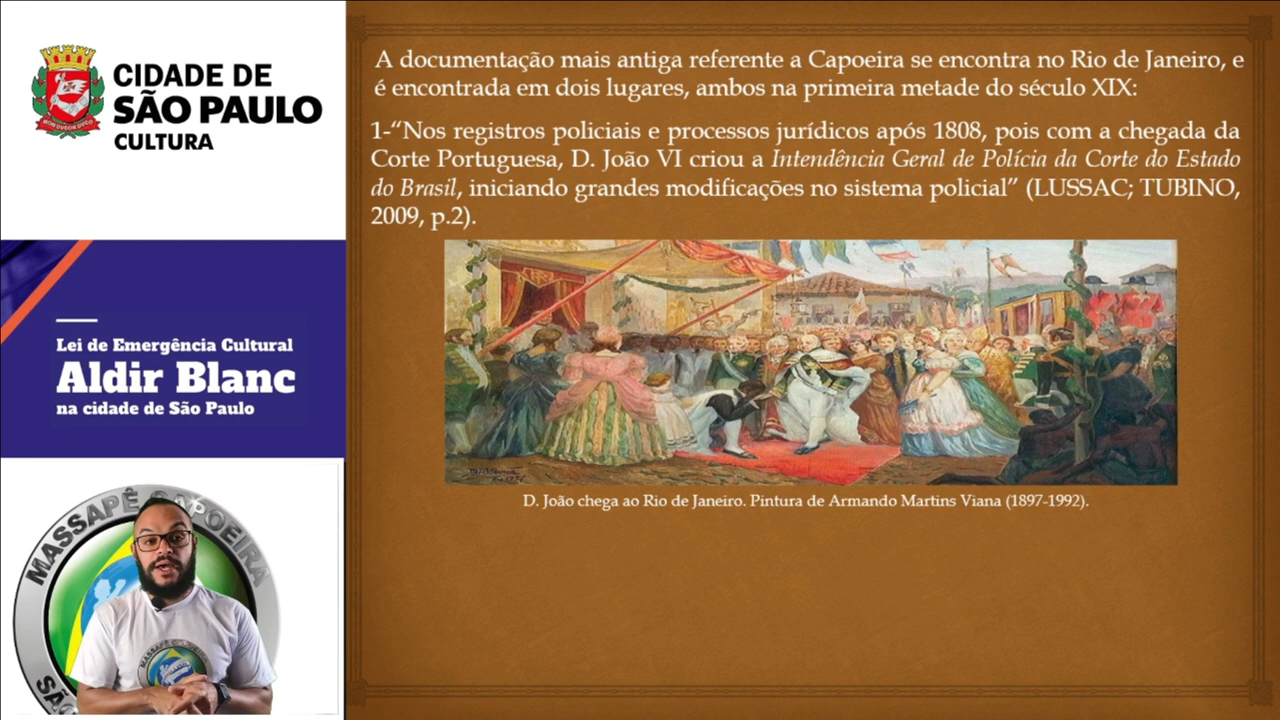 CIDADE DE
SÃO PAULO
CULTURA
Lei de Emergência Cultural
Aldir Blanc
na cidade de São Paulo
MASSAPÊ CAPOEIRA
SÃO
A documentação mais antiga referente a Capoeira se encontra no Rio de Janeiro, e
é encontrada em dois lugares, ambos na primeira metade do século XIX:
1-“Nos registros policiais e processos jurídicos após 1808, pois com a chegada da
Corte Portuguesa, D. João VI criou a Intendência Geral de Polícia da Corte do Estado
do Brasil, iniciando grandes modificações no sistema policial” (LUSSAC; TUBINO,
2009, p.2).
D. João chega ao Rio de Janeiro. Pintura de Armando Martins Viana (1897-1992).